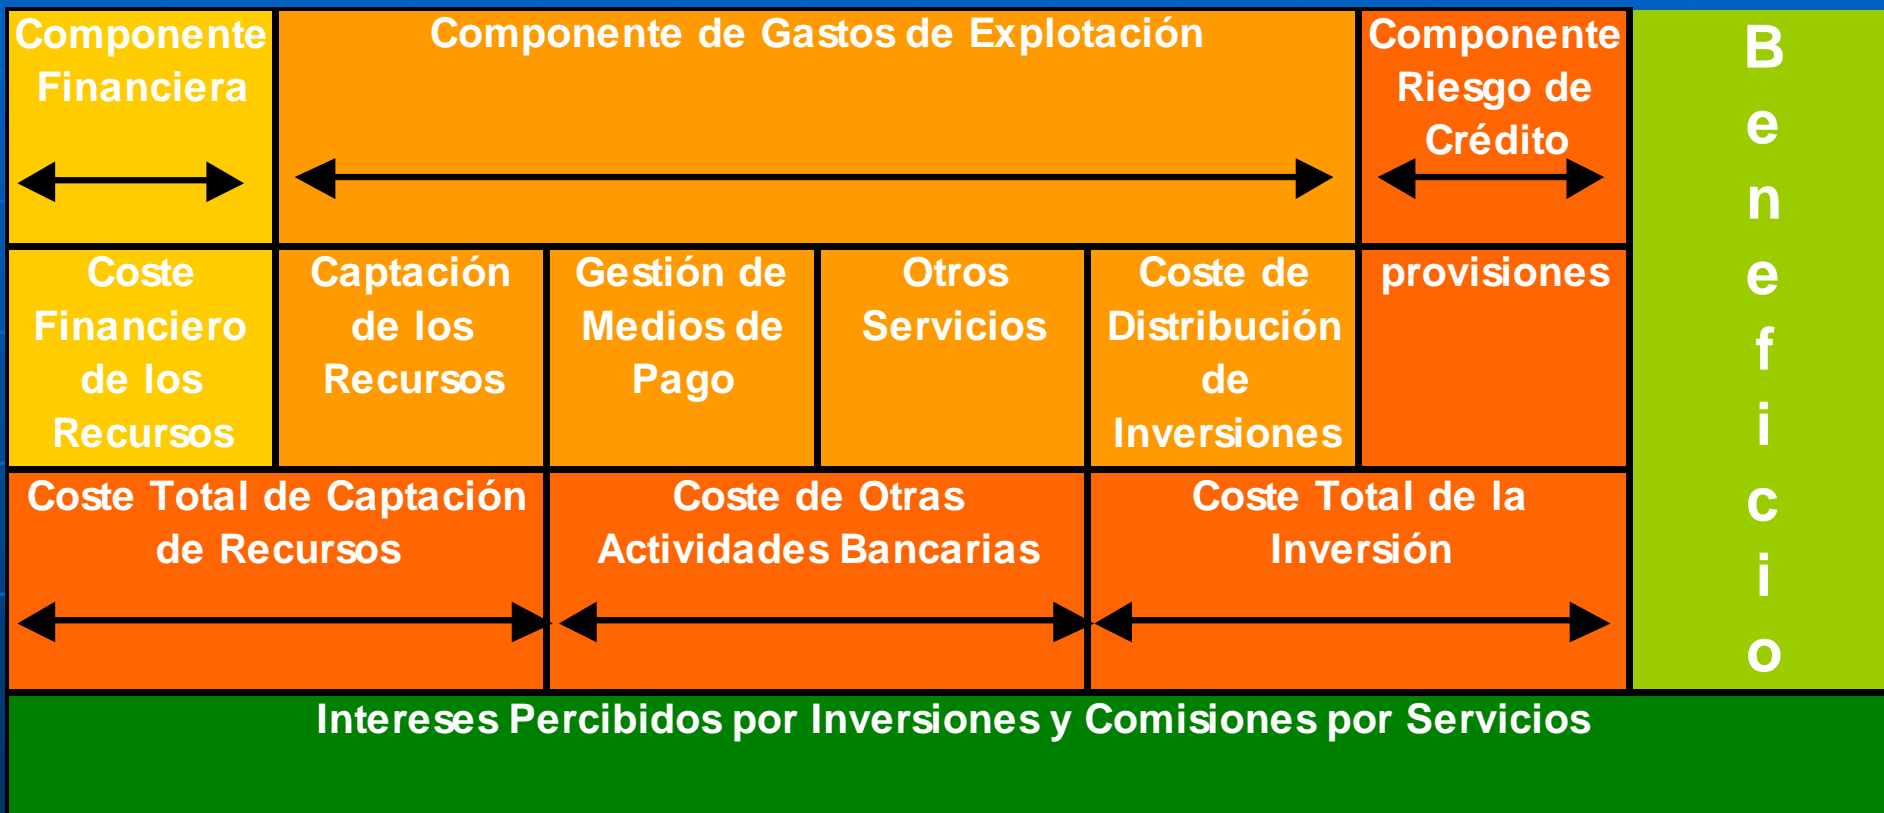 Componente
Financiera
Componente de Gastos de Explotación
Componente
Riesgo de
Crédito
Coste
Financiero
de los
Recursos
Captación
de los
Recursos
Gestión de
Medios de
Pago
Otros
Servicios
Coste de
Distribución
de
Inversiones
provisiones
Coste Total de Captación
de Recursos
Coste de Otras
Actividades Bancarias
Coste Total de la
Inversión
B
e
n
e
f
i
c
i
o
Intereses Percibidos por Inversiones y Comisiones por Servicios